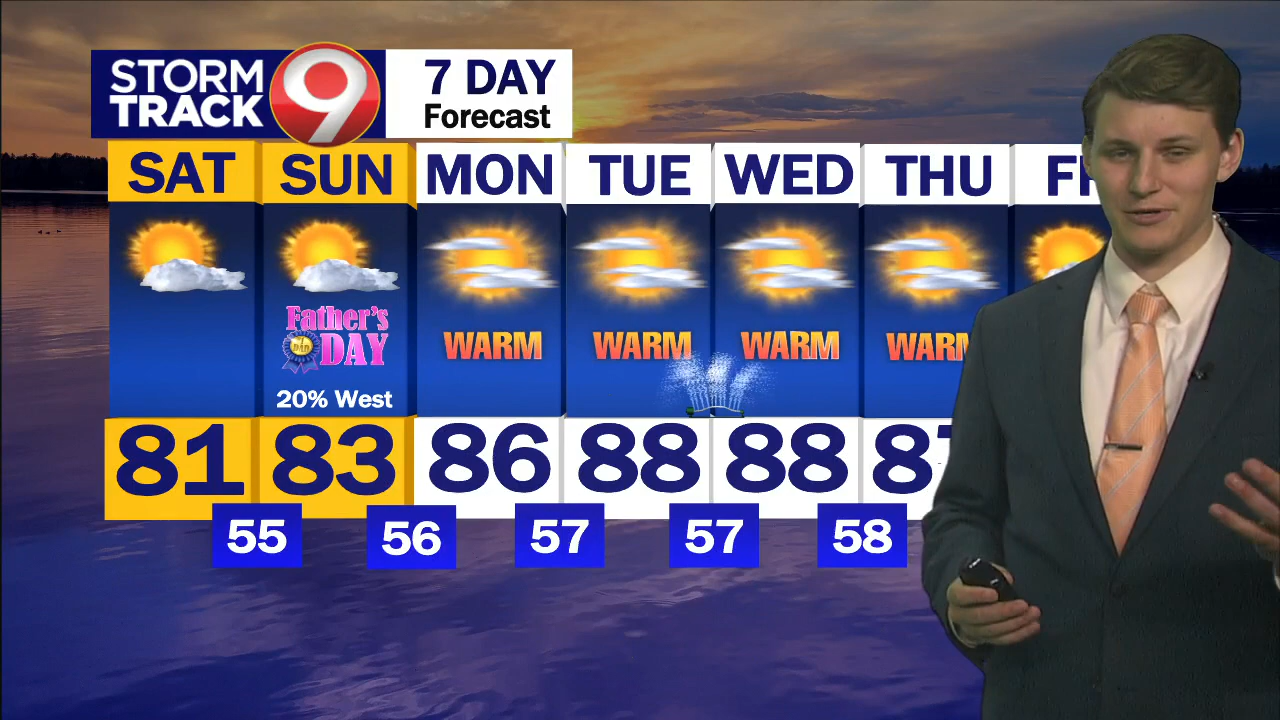 STORM
TRACK
9
7 DAY
Forecast
SAT SUN MON TUE WED THU
Father's
DAY
WARM WARM WARM
20% West
81 83 86 88 88
55 56 57 57 58